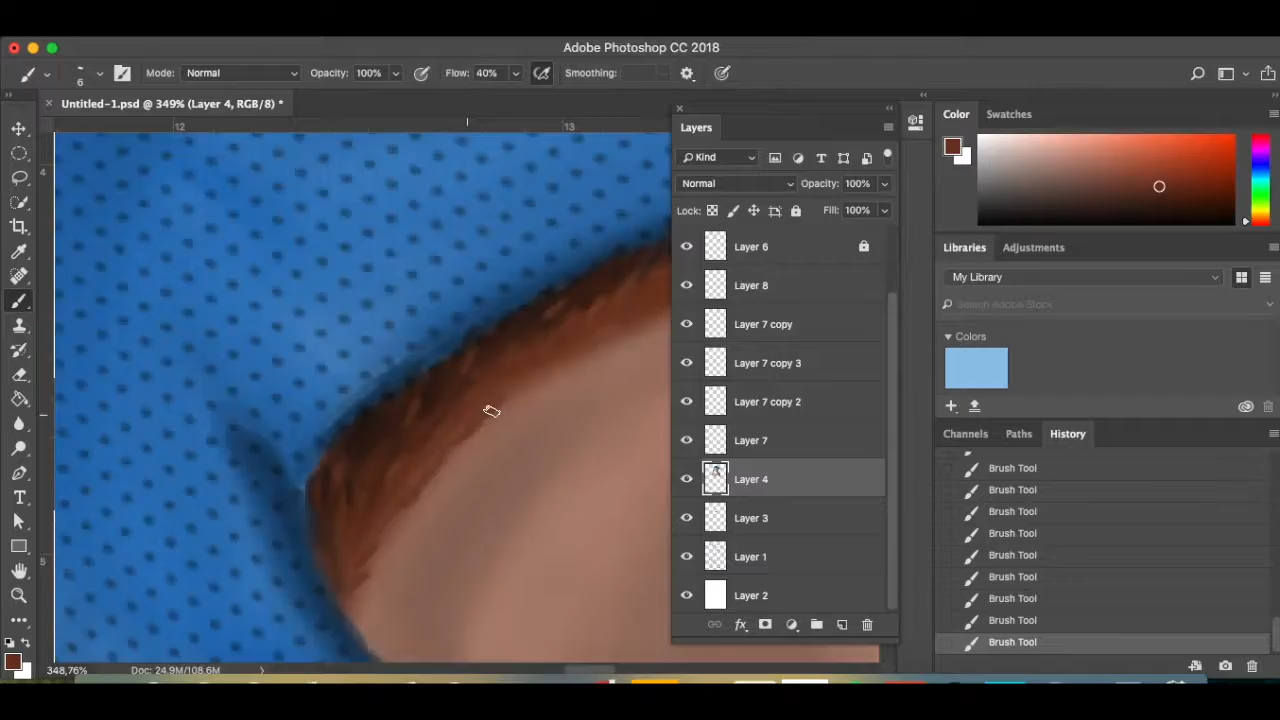 Adobe Photoshop CC 2018
6
Mode: Normal
Opacity: 100%
Flow: 40%
Smoothing:
Untitled-1.psd @ 349% (Layer 4, RGB/8) *
12
13
4
5
Layers
Kind
Normal
Opacity: 100%
Lock:
Fill: 100%
Layer 6
Layer 8
Layer 7 copy
Layer 7 copy 3
Layer 7 copy 2
Layer 7
Layer 4
Layer 3
Layer 1
Layer 2
fx
Color
Swatches
Libraries
Adjustments
My Library
Search Adobe Stock
Colors
Channels
Paths
History
Brush Tool
Brush Tool
Brush Tool
Brush Tool
Brush Tool
Brush Tool
Brush Tool
Brush Tool
Brush Tool
348,76%
Doc: 24.9M/108.6M